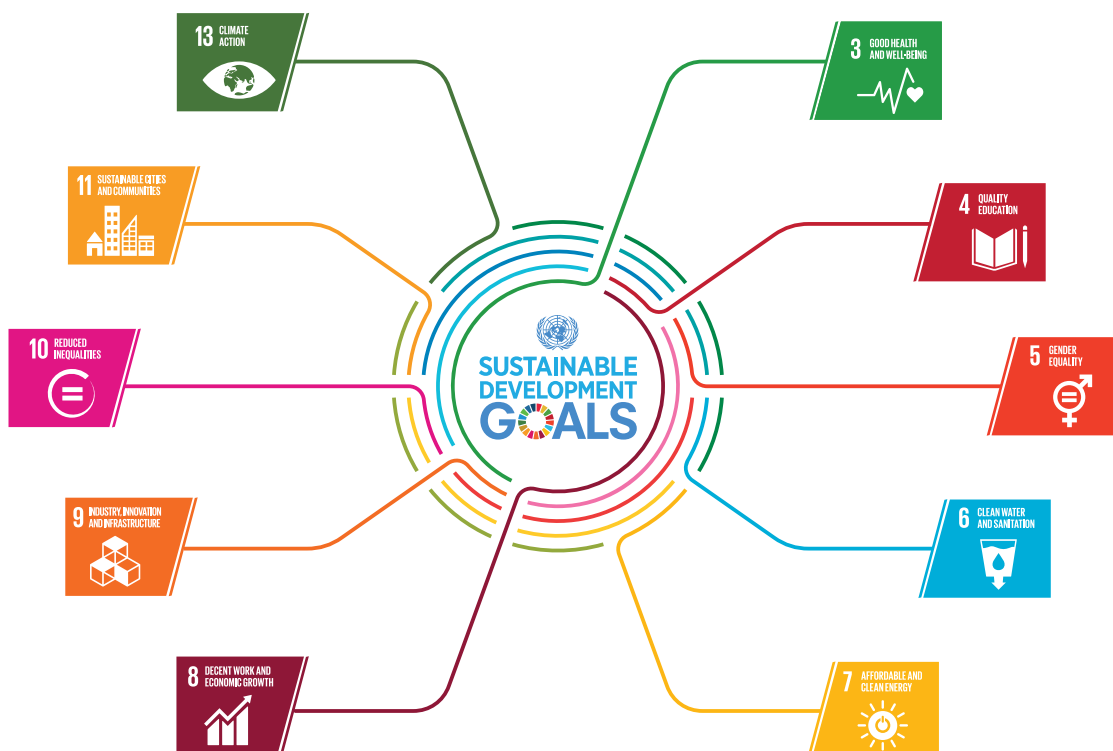 13 CLIMATE
ACTION
3 GOOD HEALTH
AND WELL-BEING
11 SUSTAINABLE CITIES
AND COMMUNITIES
4 QUALITY
EDUCATION
10 REDUCED
INEQUALITIES
SUSTAINABLE
DEVELOPMENT
GOALS
5 GENDER
EQUALITY
9 INDUSTRY, INNOVATION
AND INFRASTRUCTURE
6 CLEAN WATER
AND SANITATION
8 DECENT WORK AND
ECONOMIC GROWTH
7 AFFORDABLE AND
CLEAN ENERGY